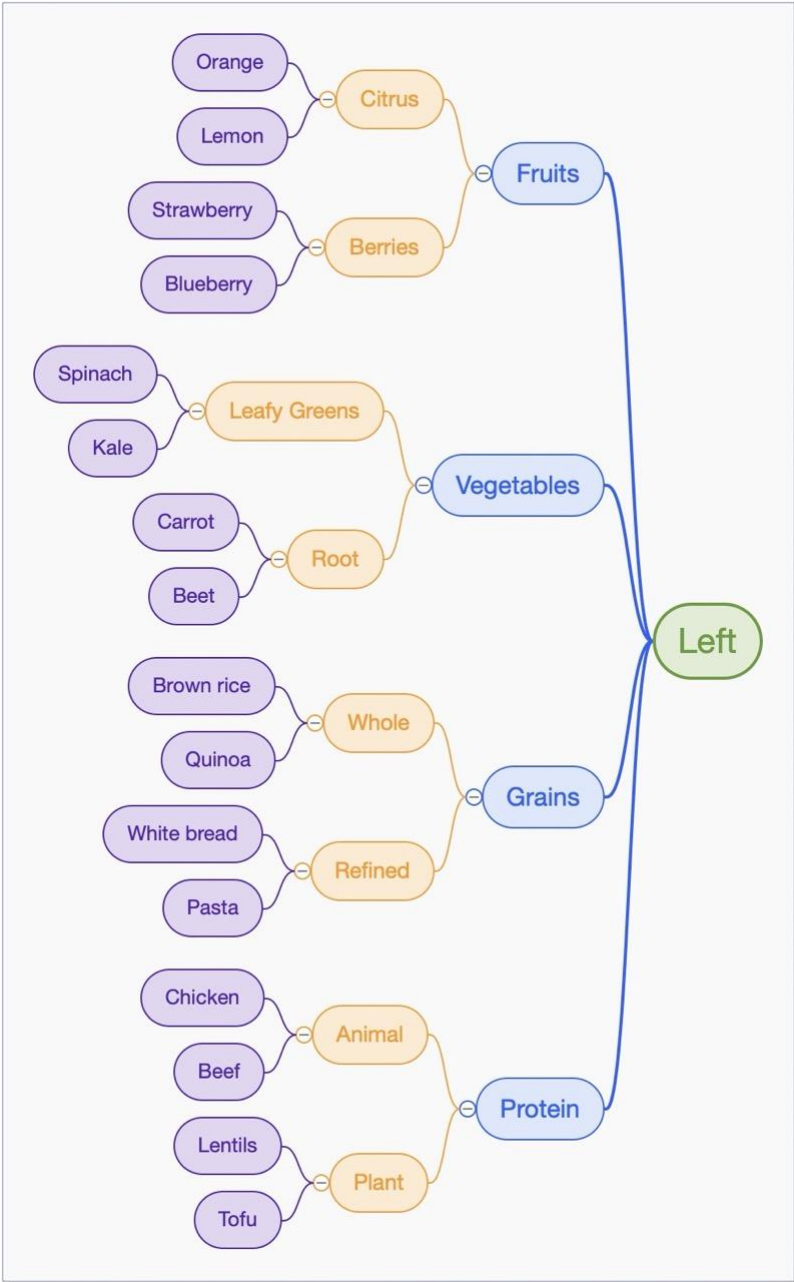 Orange
Citrus
Lemon
Fruits
Strawberry
Berries
Blueberry
Spinach
Leafy Greens
Kale
Vegetables
Carrot
Root
Beet
Left
Brown rice
Whole
Quinoa
Grains
White bread
Refined
Pasta
Chicken
Animal
Beef
Protein
Lentils
Plant
Tofu